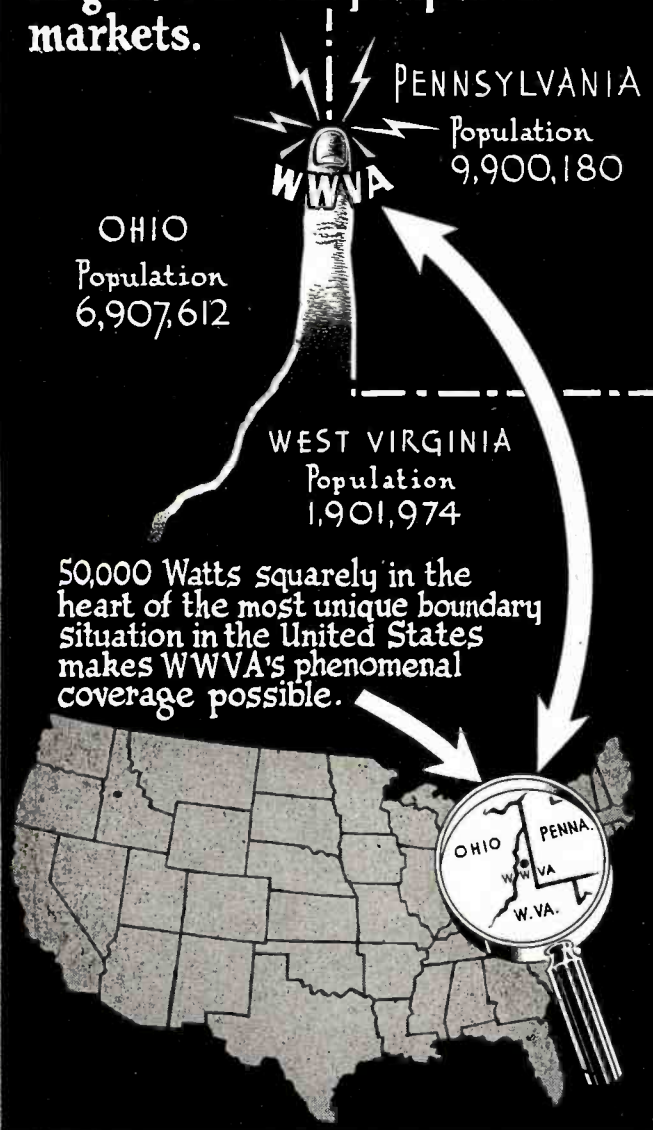 markets.
PENNSYLVANIA
Population
9,900,180
WWVA
OHIO
Population
6,907,612
WEST VIRGINIA
Population
1,901,974
50,000 Watts squarely in the
heart of the most unique boundary
situation in the United States
makes WWVA's phenomenal
coverage possible.
OHIO
PENNA.
WWVA
W. VA.